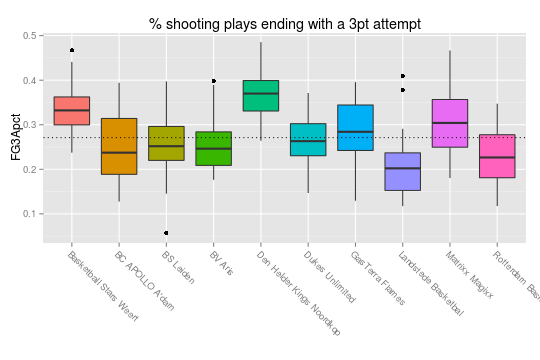 % shooting plays ending with a 3pt attempt
FG3Apct
0.5
0.4
0.3
0.2
0.1
Basketball Stars Weert
BC APOLLO A'dam
BS Leiden
BV Aris
Den Helder Kings Noordkop
Dukes Unlimited
GasTerra Flames
Landstede Basketbal
Matrixx Magixx
Rotterdam Bas